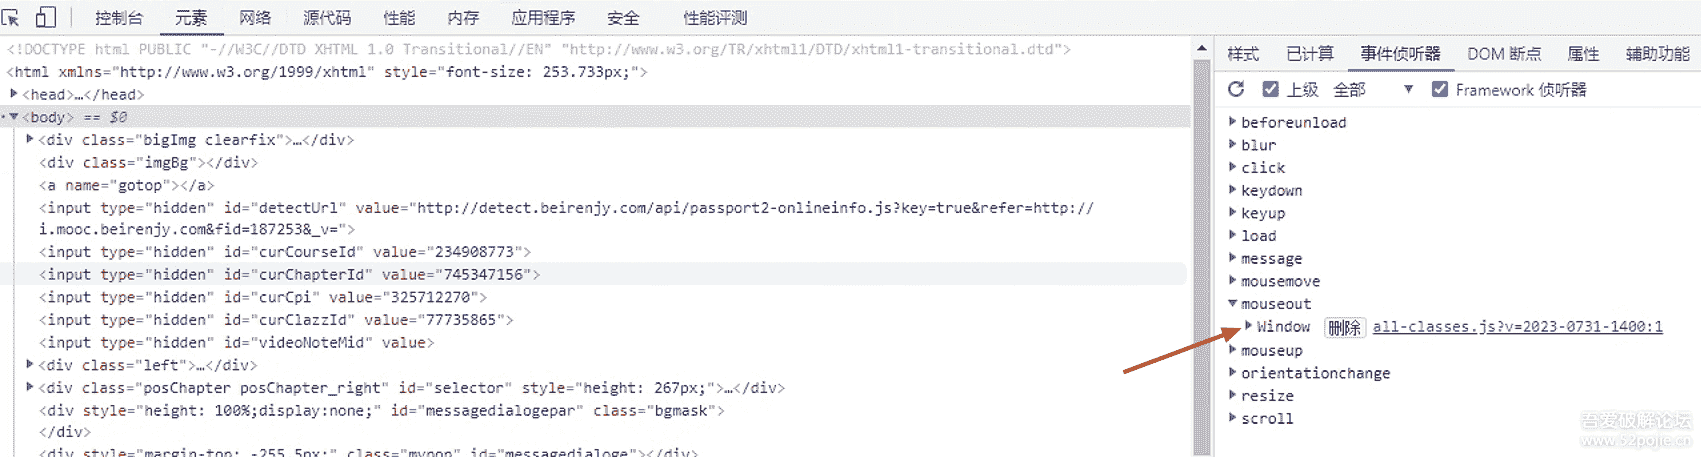 控制台 元素 网络 源代码 性能 内存 应用程序 安全 性能评测
<!DOCTYPE html PUBLIC "-//W3C//DTD XHTML 1.0 Transitional//EN" "http://www.w3.org/TR/xhtml1/DTD/xhtml1-transitional.dtd">
<html xmlns="http://www.w3.org/1999/xhtml" style="font-size: 253.733px;">
<head>…</head>
<body> == $0
<div class="bigImg clearfix">…</div>
<div class="imgBg"></div>
<a name="gotop"></a>
<input type="hidden" id="detectUrl" value="http://detect.beirenjy.com/api/passport2-onlineinfo.js?key=true&refer=http://
i.mooc.beirenjy.com&fid=187253&_v=">
<input type="hidden" id="curCourseId" value="234908773">
<input type="hidden" id="curChapterId" value="745347156">
<input type="hidden" id="curCpi" value="325712270">
<input type="hidden" id="curClazzId" value="77735865">
<input type="hidden" id="videoNoteMid" value>
<div class="left">…</div>
<div class="posChapter posChapter_right" id="selector" style="height: 267px;">…</div>
<div style="height: 100%;display:none;" id="messagedialogepar" class="bgmask">
</div>
<div style="margin-top: -255.5px;" class="mypop" id="messagedialoge"></div>
样式 已计算 事件侦听器 DOM 断点 属性 辅助功能
上级 全部 Framework 侦听器
beforeunload
blur
click
keydown
keyup
load
message
mousemove
mouseout
Window 删除 all-classes.js?v=2023-0731-1400:1
mouseup
orientationchange
resize
scroll
吾爱破解论坛
www.52pojie.cn